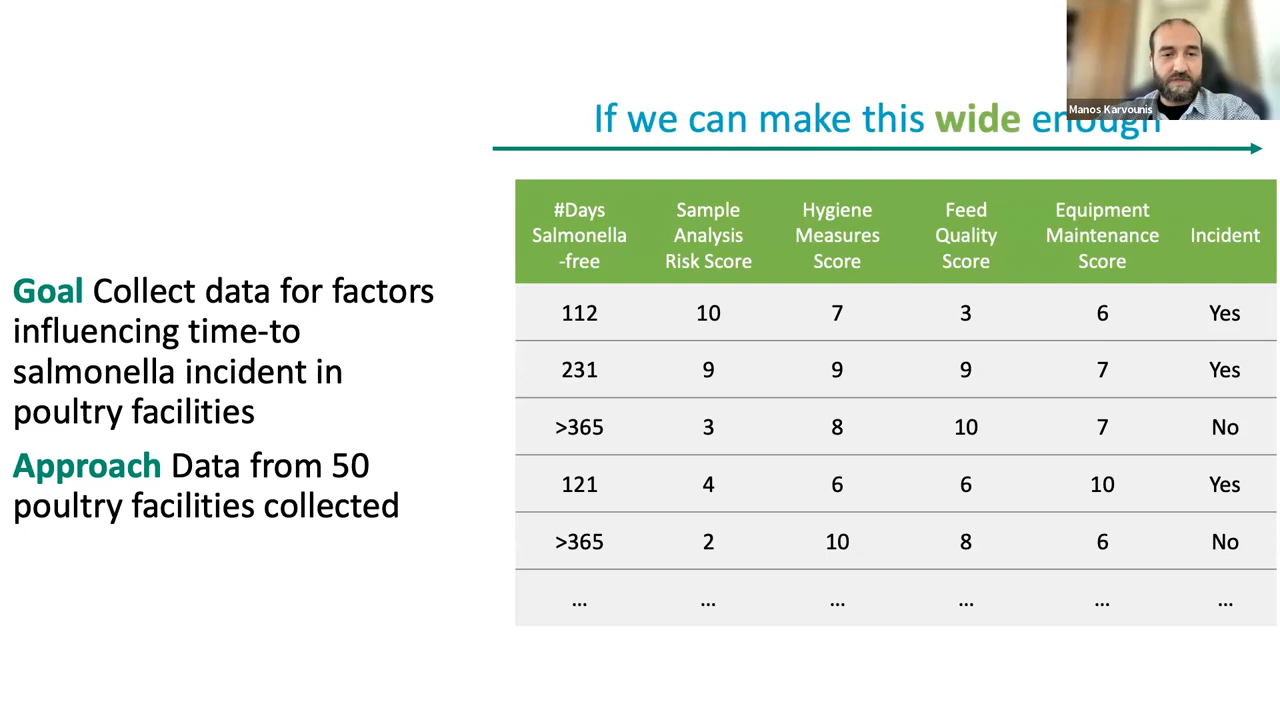 Manos Karvounis
If we can make this wide enough
Goal Collect data for factors
influencing time-to
salmonella incident in
poultry facilities
Approach Data from 50
poultry facilities collected
#Days Salmonella -free Sample Analysis Risk Score Hygiene Measures Score Feed Quality Score Equipment Maintenance Score Incident
112 10 7 3 6 Yes
231 9 9 9 7 Yes
>365 3 8 10 7 No
121 4 6 6 10 Yes
>365 2 10 8 6 No
... ... ... ... ... ...